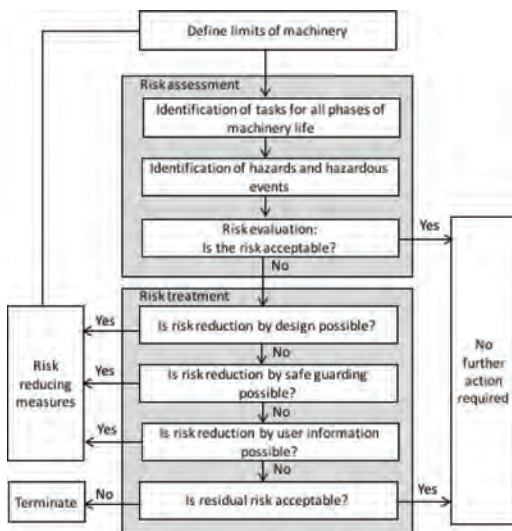 Define limits of machinery
Risk assessment
Identification of tasks for all phases of
machinery life
Identification of hazards and hazardous
events
Risk evaluation:
Is the risk acceptable?
Yes
No
Risk treatment
Is risk reduction by design possible?
Yes
No
Is risk reduction by safe guarding
possible?
Yes
No
Is risk reduction by user information
possible?
Yes
No
Is residual risk acceptable?
No
Yes
Risk
reducing
measures
Terminate
No
further
action
required